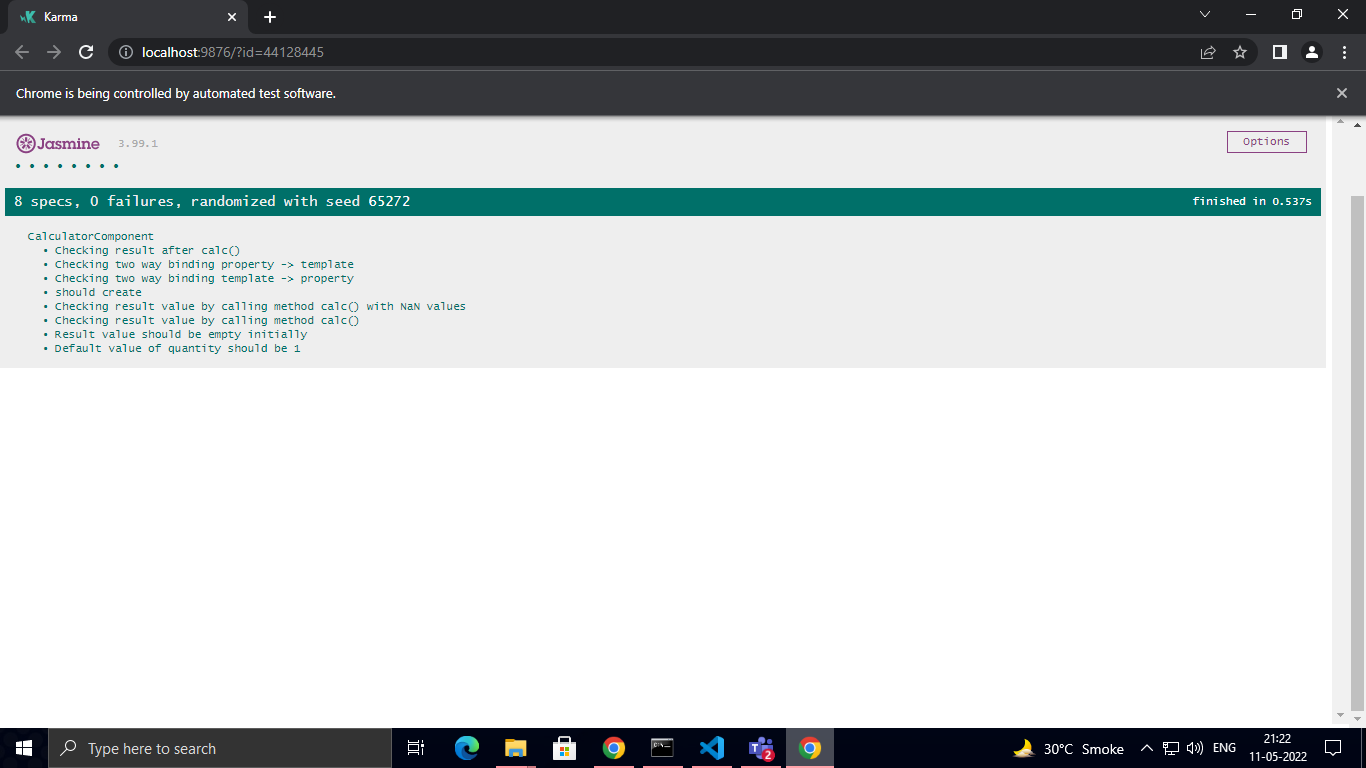 Karma
localhost:9876/?id=44128445
Chrome is being controlled by automated test software.
Jasmine 3.99.1
Options
• • • • • • • •
8 specs, 0 failures, randomized with seed 65272
finished in 0.537s
CalculatorComponent
• Checking result after calc()
• Checking two way binding property -> template
• Checking two way binding template -> property
• should create
• Checking result value by calling method calc() with NaN values
• Checking result value by calling method calc()
• Result value should be empty initially
• Default value of quantity should be 1
Type here to search
2
30°C Smoke
ENG
21:22
11-05-2022